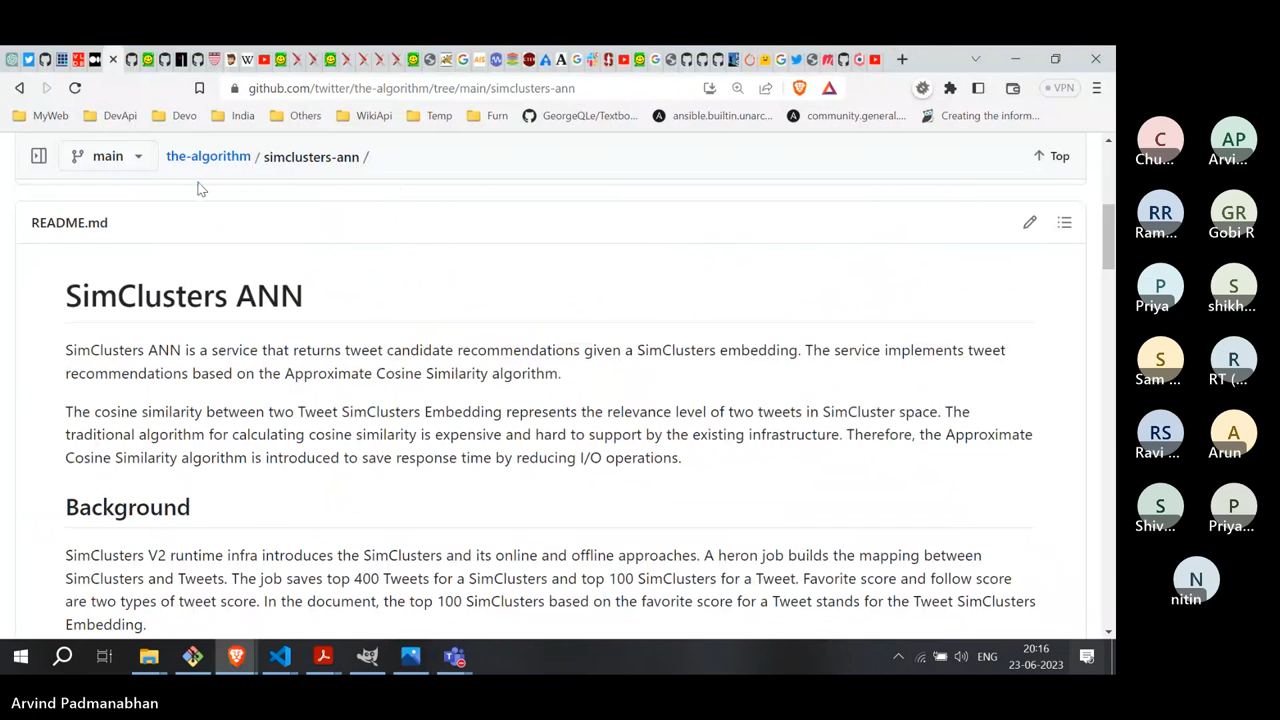 github.com/twitter/the-algorithm/tree/main/simclusters-ann
VPN
MyWeb
DevApi
Devo
India
Others
WikiApi
Temp
Furn
GeorgeQLe/Textbo...
ansible.builtin.unarc...
community.general....
Creating the inform...
main
the-algorithm / simclusters-ann /
Top
README.md
SimClusters ANN
SimClusters ANN is a service that returns tweet candidate recommendations given a SimClusters embedding. The service implements tweet
recommendations based on the Approximate Cosine Similarity algorithm.
The cosine similarity between two Tweet SimClusters Embedding represents the relevance level of two tweets in SimCluster space. The
traditional algorithm for calculating cosine similarity is expensive and hard to support by the existing infrastructure. Therefore, the Approximate
Cosine Similarity algorithm is introduced to save response time by reducing I/O operations.
Background
SimClusters V2 runtime infra introduces the SimClusters and its online and offline approaches. A heron job builds the mapping between
SimClusters and Tweets. The job saves top 400 Tweets for a SimClusters and top 100 SimClusters for a Tweet. Favorite score and follow score
are two types of tweet score. In the document, the top 100 SimClusters based on the favorite score for a Tweet stands for the Tweet SimClusters
Embedding.
ENG
20:16
23-06-2023
C
Chu...
AP
Arvi...
RR
Ram...
GR
Gobi R
P
Priya
S
shikh...
S
Sam ...
R
RT (...
RS
Ravi ...
A
Arun
S
Shiv...
P
Priya...
N
nitin
Arvind Padmanabhan